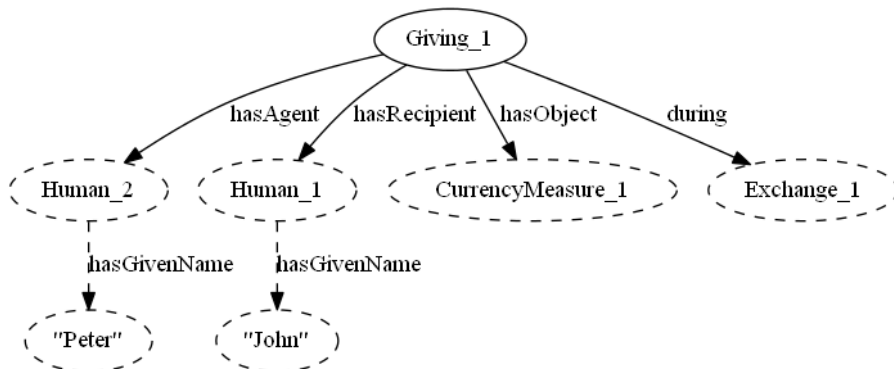 Giving_1
hasAgent hasRecipient hasObject during
Human_2 Human_1 CurrencyMeasure_1 Exchange_1
hasGivenName hasGivenName
"Peter" "John"